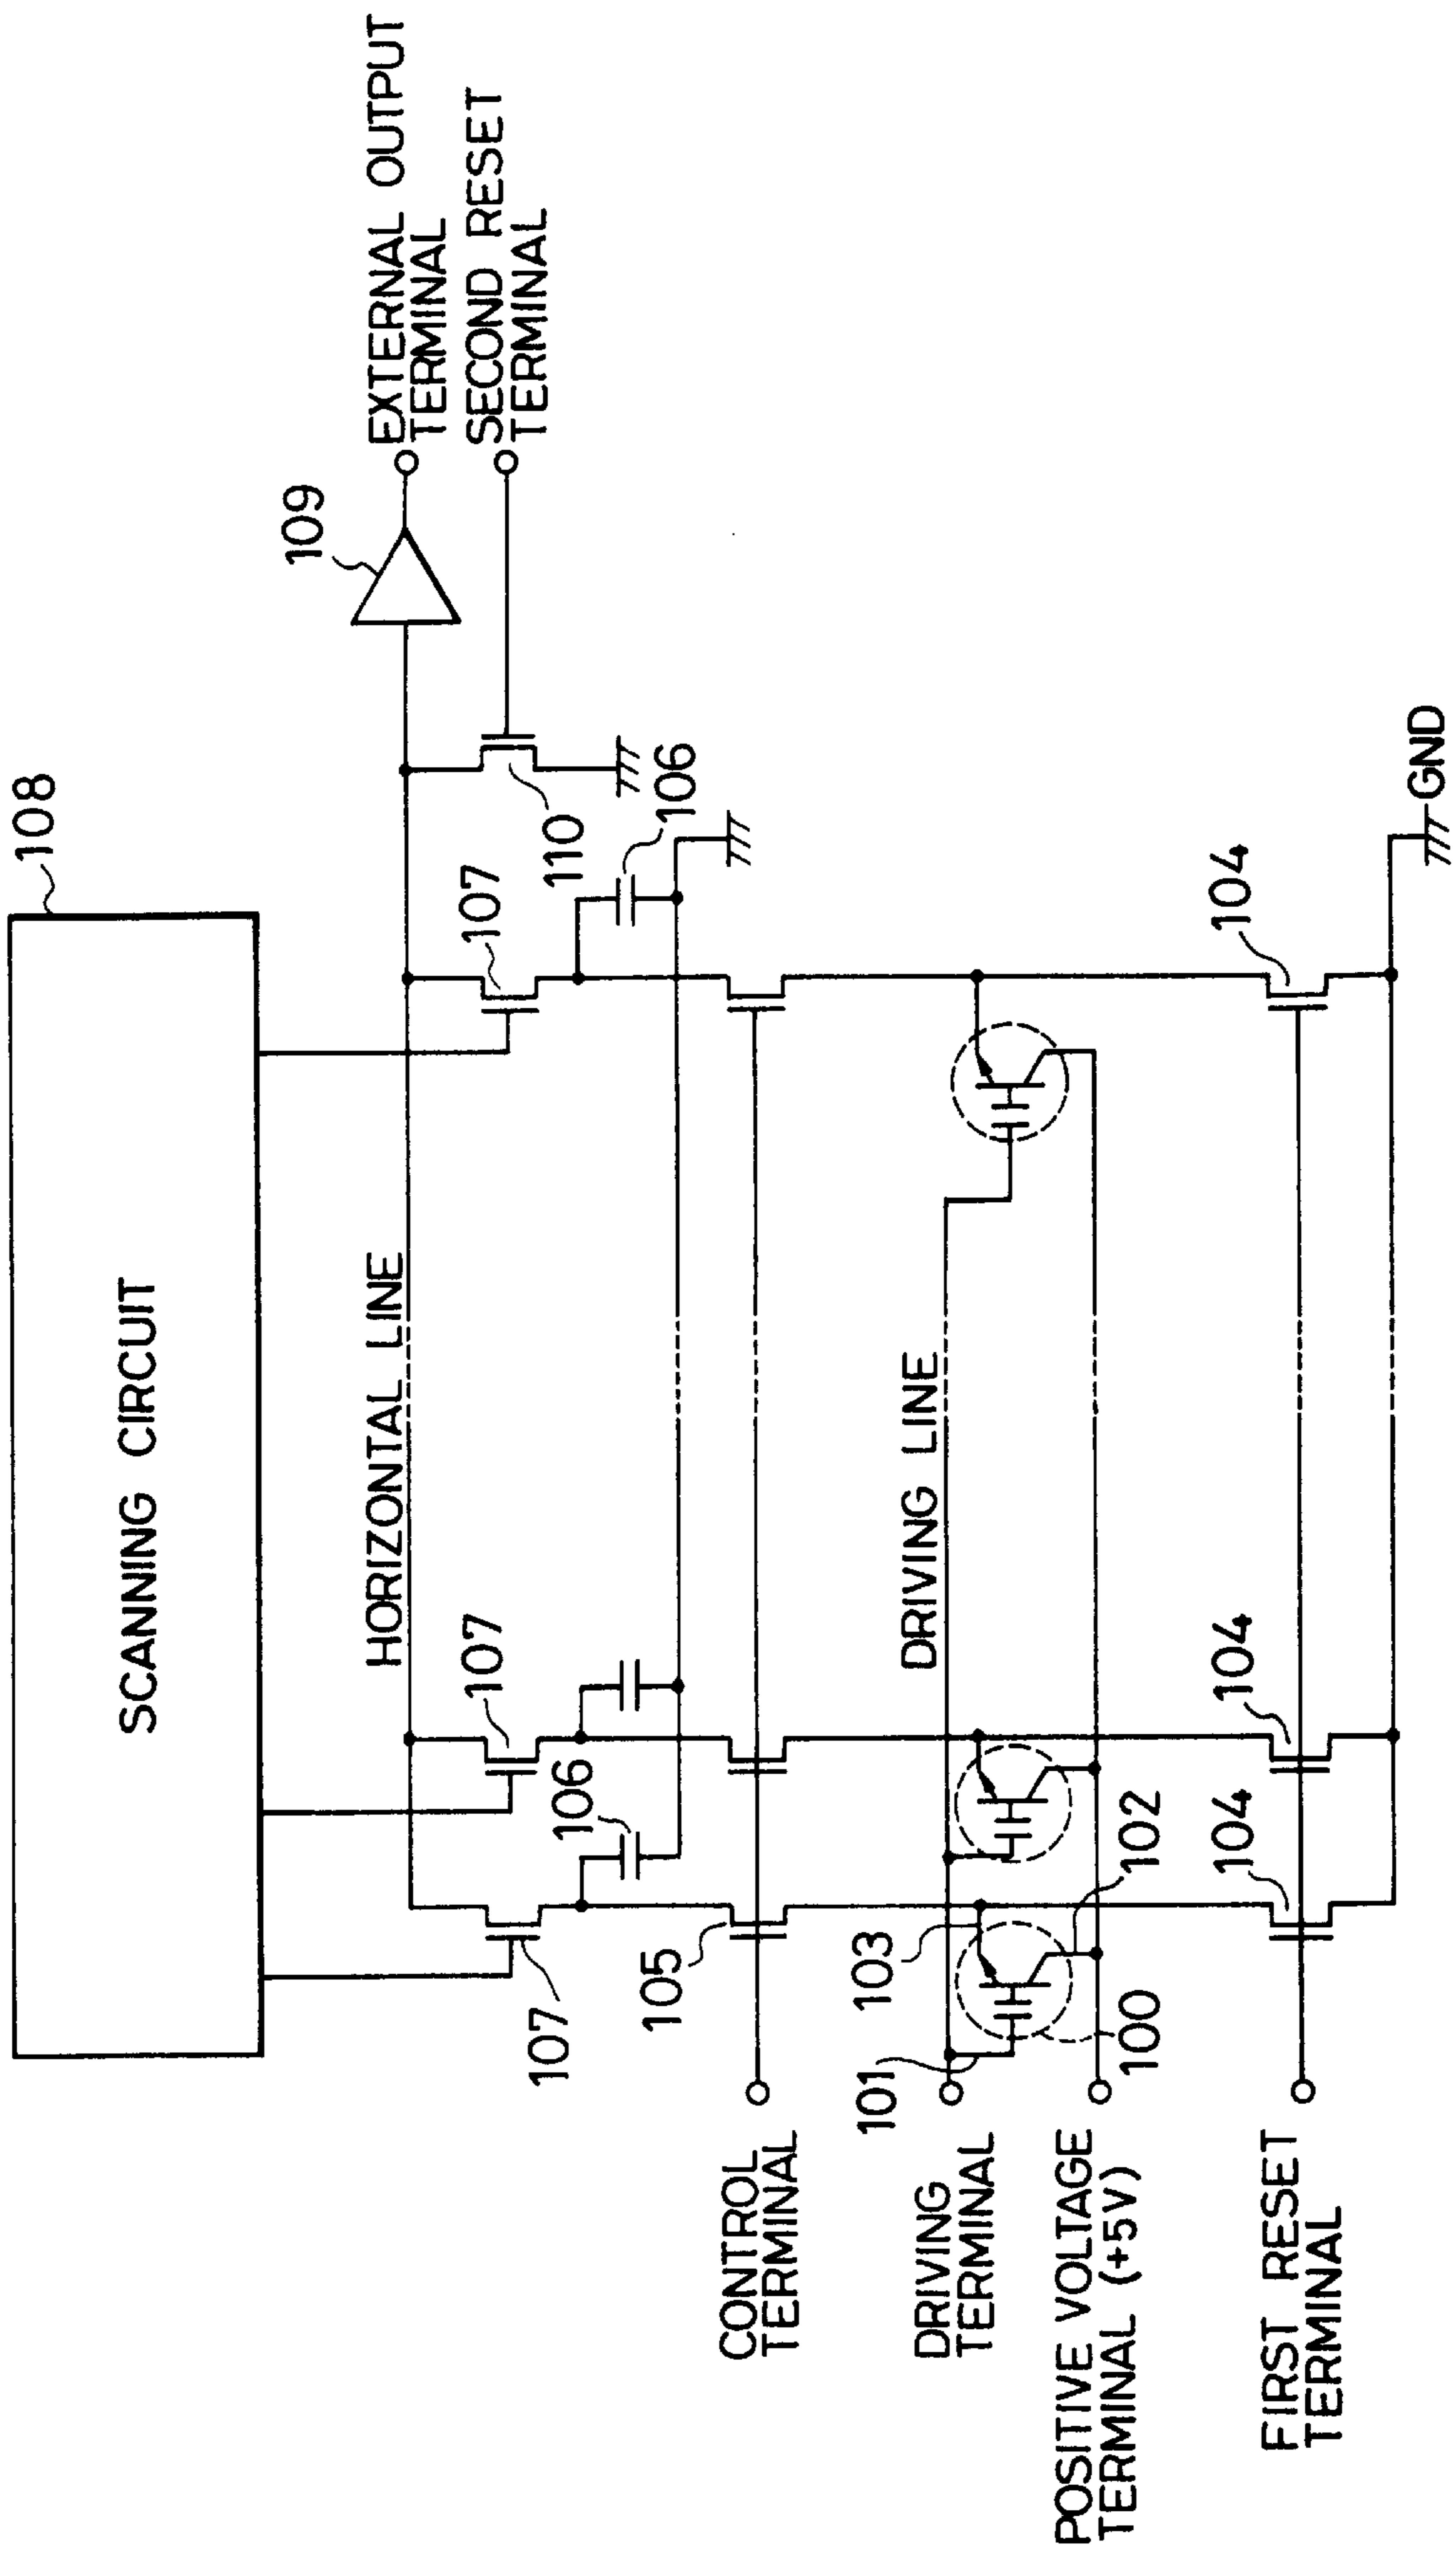 108
SCANNING CIRCUIT
109
EXTERNAL OUTPUT
TERMINAL
SECOND RESET
TERMINAL
HORIZONTAL LINE
107
107
107
110
106
106
105
CONTROL
TERMINAL
DRIVING LINE
103
101
102
100
DRIVING
TERMINAL
POSITIVE VOLTAGE
TERMINAL (+5V)
104
104
104
FIRST RESET
TERMINAL
GND